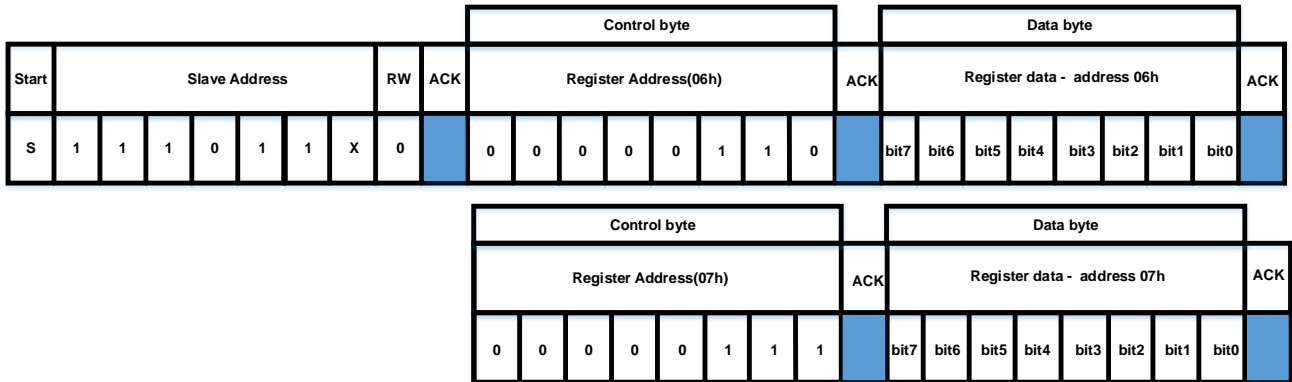 Control byte Data byte
Start Slave Address RW ACK Register Address(06h) ACK Register data - address 06h ACK
S 1 1 1 0 1 1 X 0 0 0 0 0 0 1 1 0 bit7 bit6 bit5 bit4 bit3 bit2 bit1 bit0
Control byte Data byte
Register Address(07h) ACK Register data - address 07h ACK
0 0 0 0 0 1 1 1 bit7 bit6 bit5 bit4 bit3 bit2 bit1 bit0